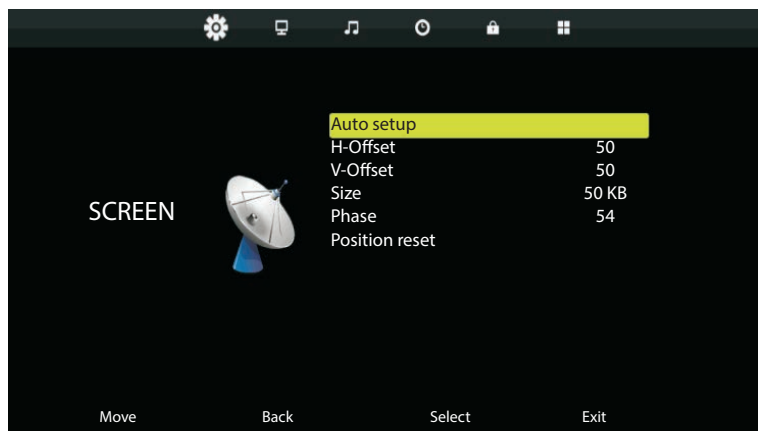 Auto setup
H-Offset 50
V-Offset 50
SCREEN
Size 50 KB
Phase 54
Position reset
Move Back Select Exit